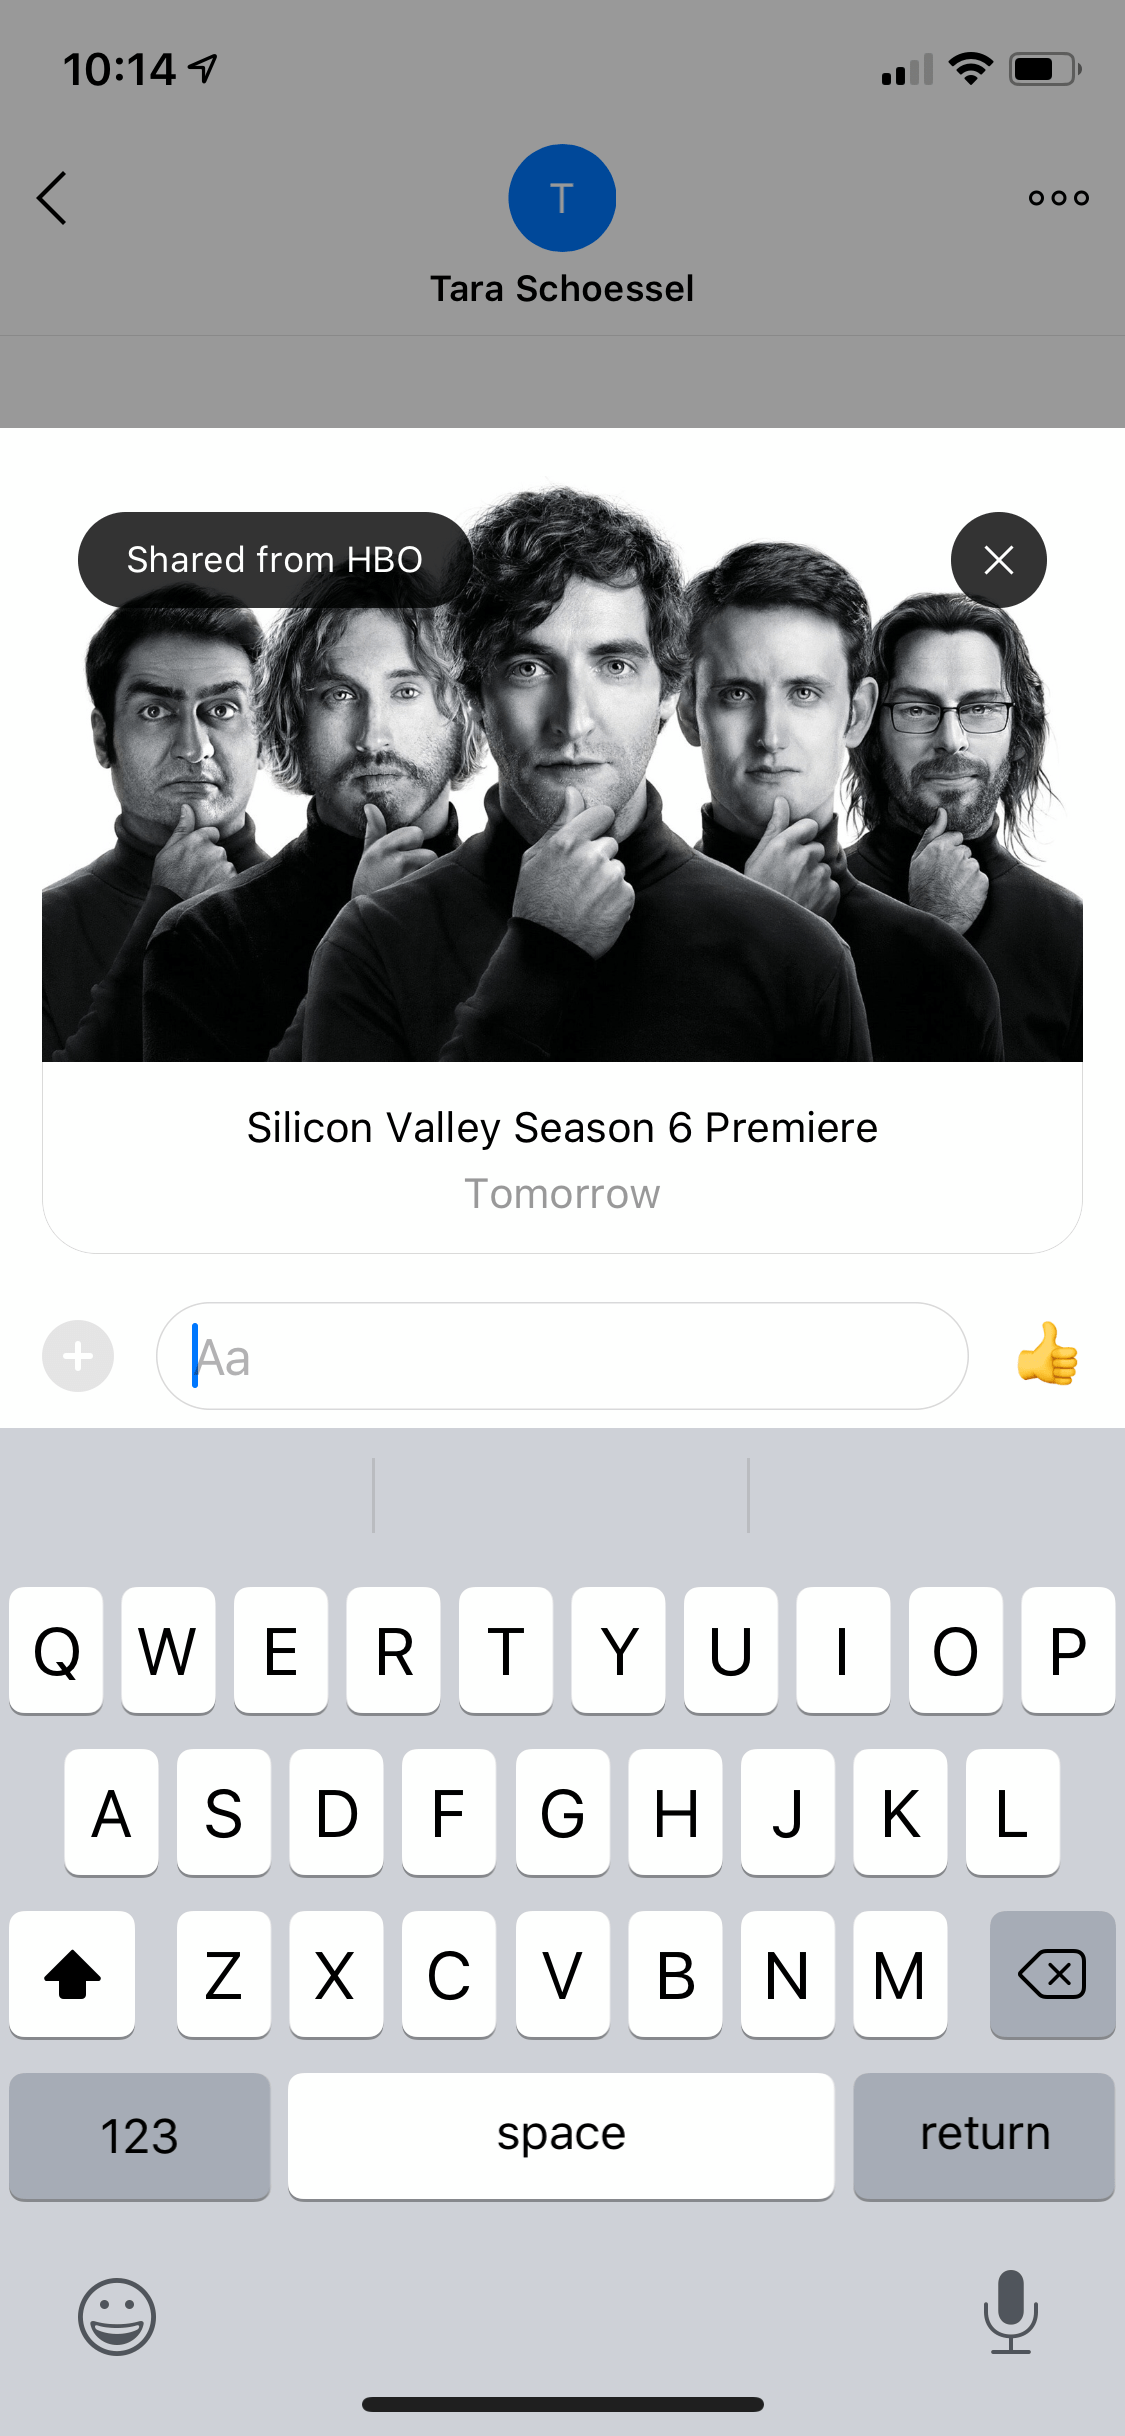 10:14
T
Tara Schoessel
Shared from HBO
Silicon Valley Season 6 Premiere
Tomorrow
Aa
Q W E R T Y U I O P
A S D F G H J K L
Z X C V B N M
123 space return